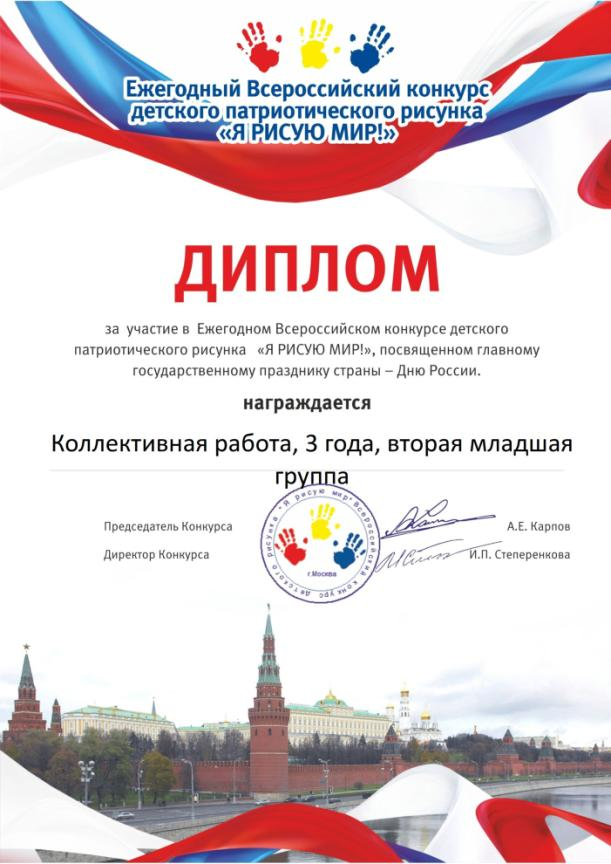 Ежегодный Всероссийский конкурс
детского патриотического рисунка
«Я РИСУЮ МИР!»
ДИПЛОМ
за участие в Ежегодном Всероссийском конкурсе детского
патриотического рисунка «Я РИСУЮ МИР!», посвященном главному
государственному празднику страны – Дню России.
награждается
Коллективная работа, 3 года, вторая младшая
группа
Председатель Конкурса А.Е. Карпов
Директор Конкурса И.П. Степеренкова
"Я рисую мир" Всероссийский конкурс детского рисунка
г.Москва